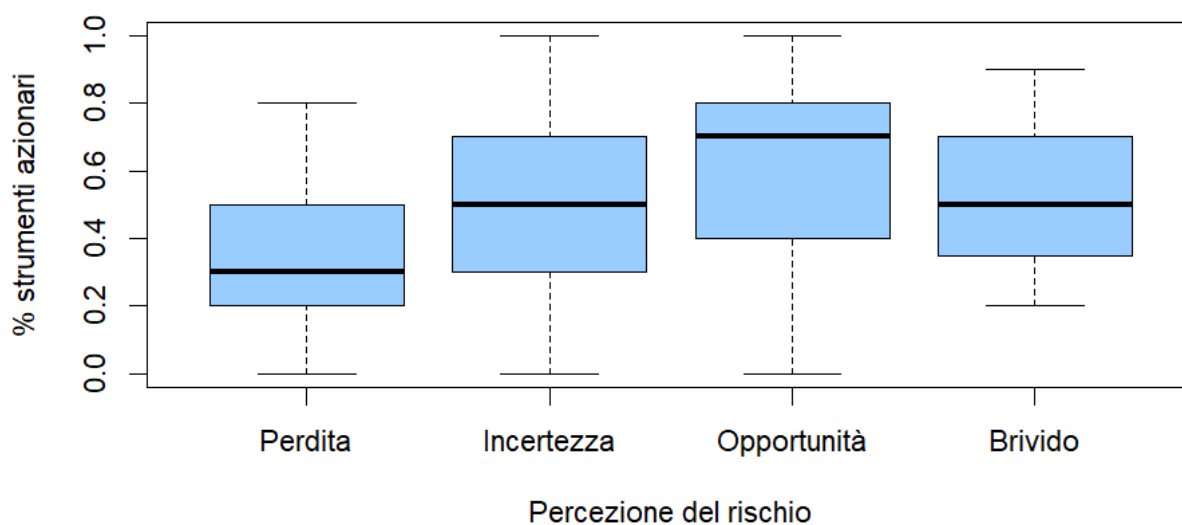 % strumenti azionari
1.0
0.8
0.6
0.4
0.2
0.0
Perdita Incertezza Opportunità Brivido
Percezione del rischio